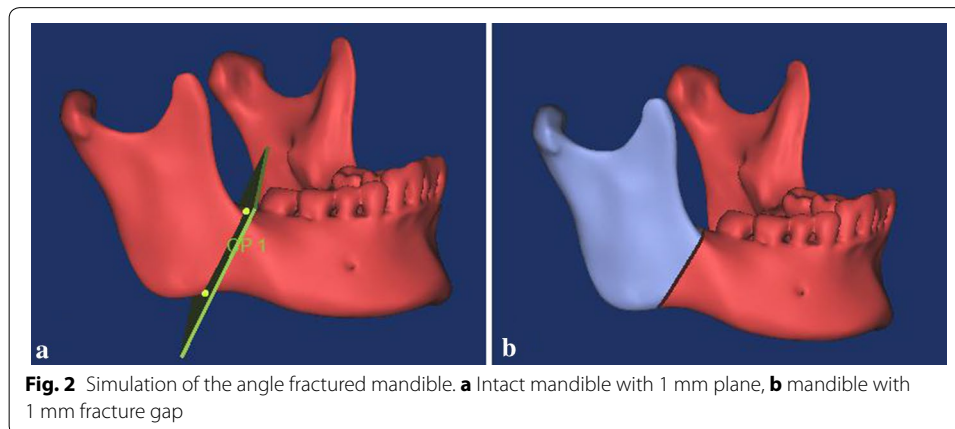 CP 1
a
b
Fig. 2 Simulation of the angle fractured mandible. a Intact mandible with 1 mm plane, b mandible with
1 mm fracture gap